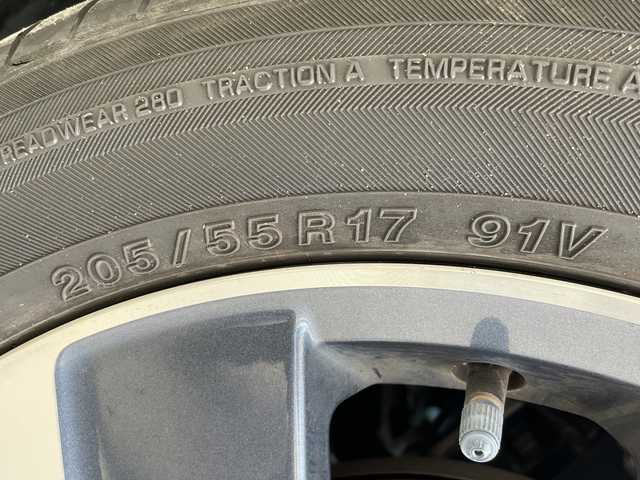 READWEAR 280 TRACTION A TEMPERATURE A
205/55R17 91V